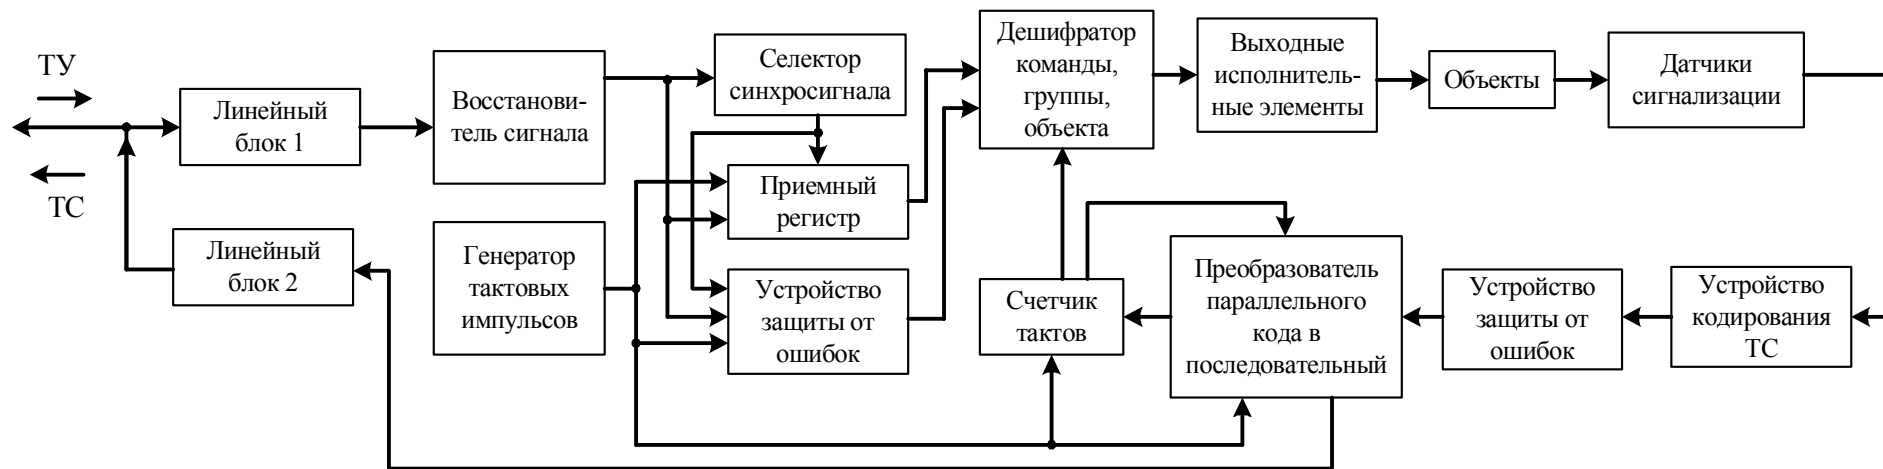 ТУ
ТС
Линейный
блок 1
Линейный
блок 2
Восстанови-
тель сигнала
Генератор
тактовых
импульсов
Селектор
синхросигнала
Приемный
регистр
Устройство
защиты от
ошибок
Дешифратор
команды,
группы,
объекта
Счетчик
тактов
Выходные
исполнитель-
ные элементы
Объекты
Датчики
сигнализации
Преобразователь
параллельного
кода в
последовательный
Устройство
защиты от
ошибок
Устройство
кодирования
ТС